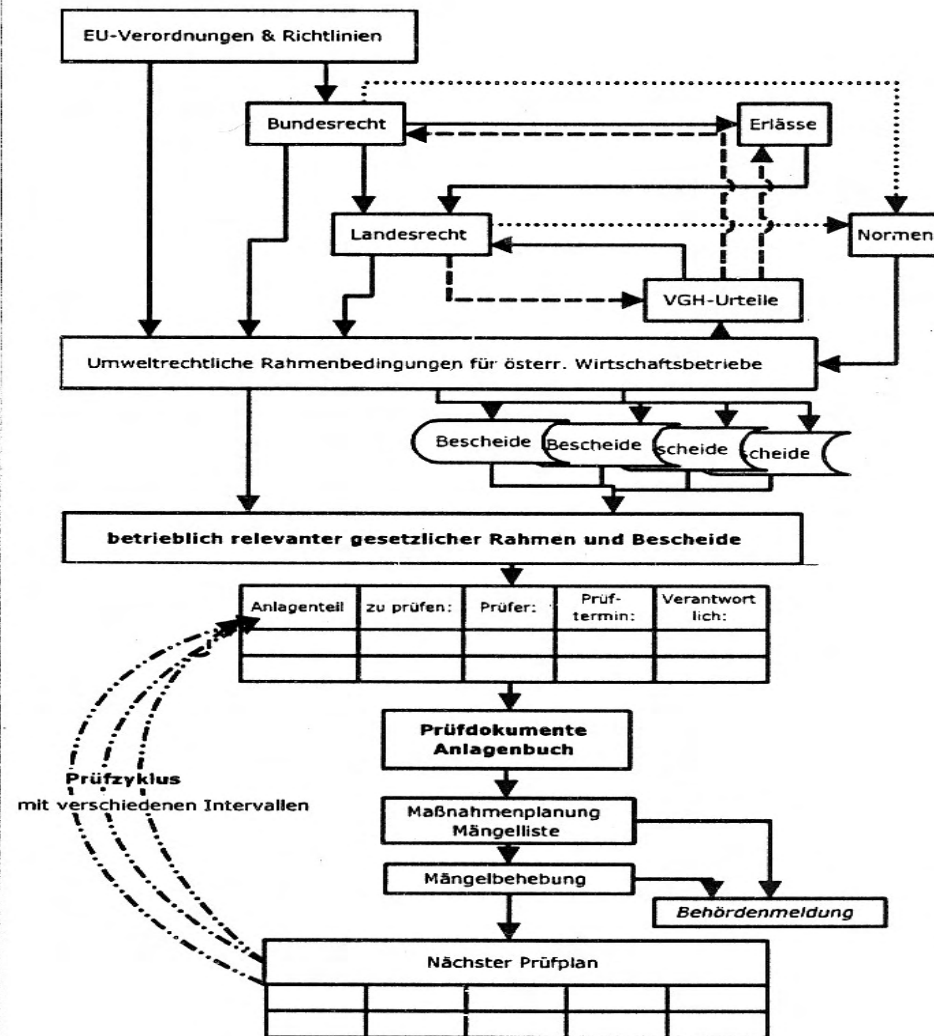 EU-Verordnungen & Richtlinien
Bundesrecht
Erlässe
Landesrecht
Normen
VGH-Urteile
Umweltrechtliche Rahmenbedingungen für österr. Wirtschaftsbetriebe
Bescheide
Bescheide
scheide
scheide
betrieblich relevanter gesetzlicher Rahmen und Bescheide
Anlagenteil
zu prüfen:
Prüfer:
Prüf-
termin:
Verantwort
lich:
Prüfdokumente
Anlagenbuch
Prüfzyklus
mit verschiedenen Intervallen
Maßnahmenplanung
Mängelliste
Mängelbehebung
Behördenmeldung
Nächster Prüfplan